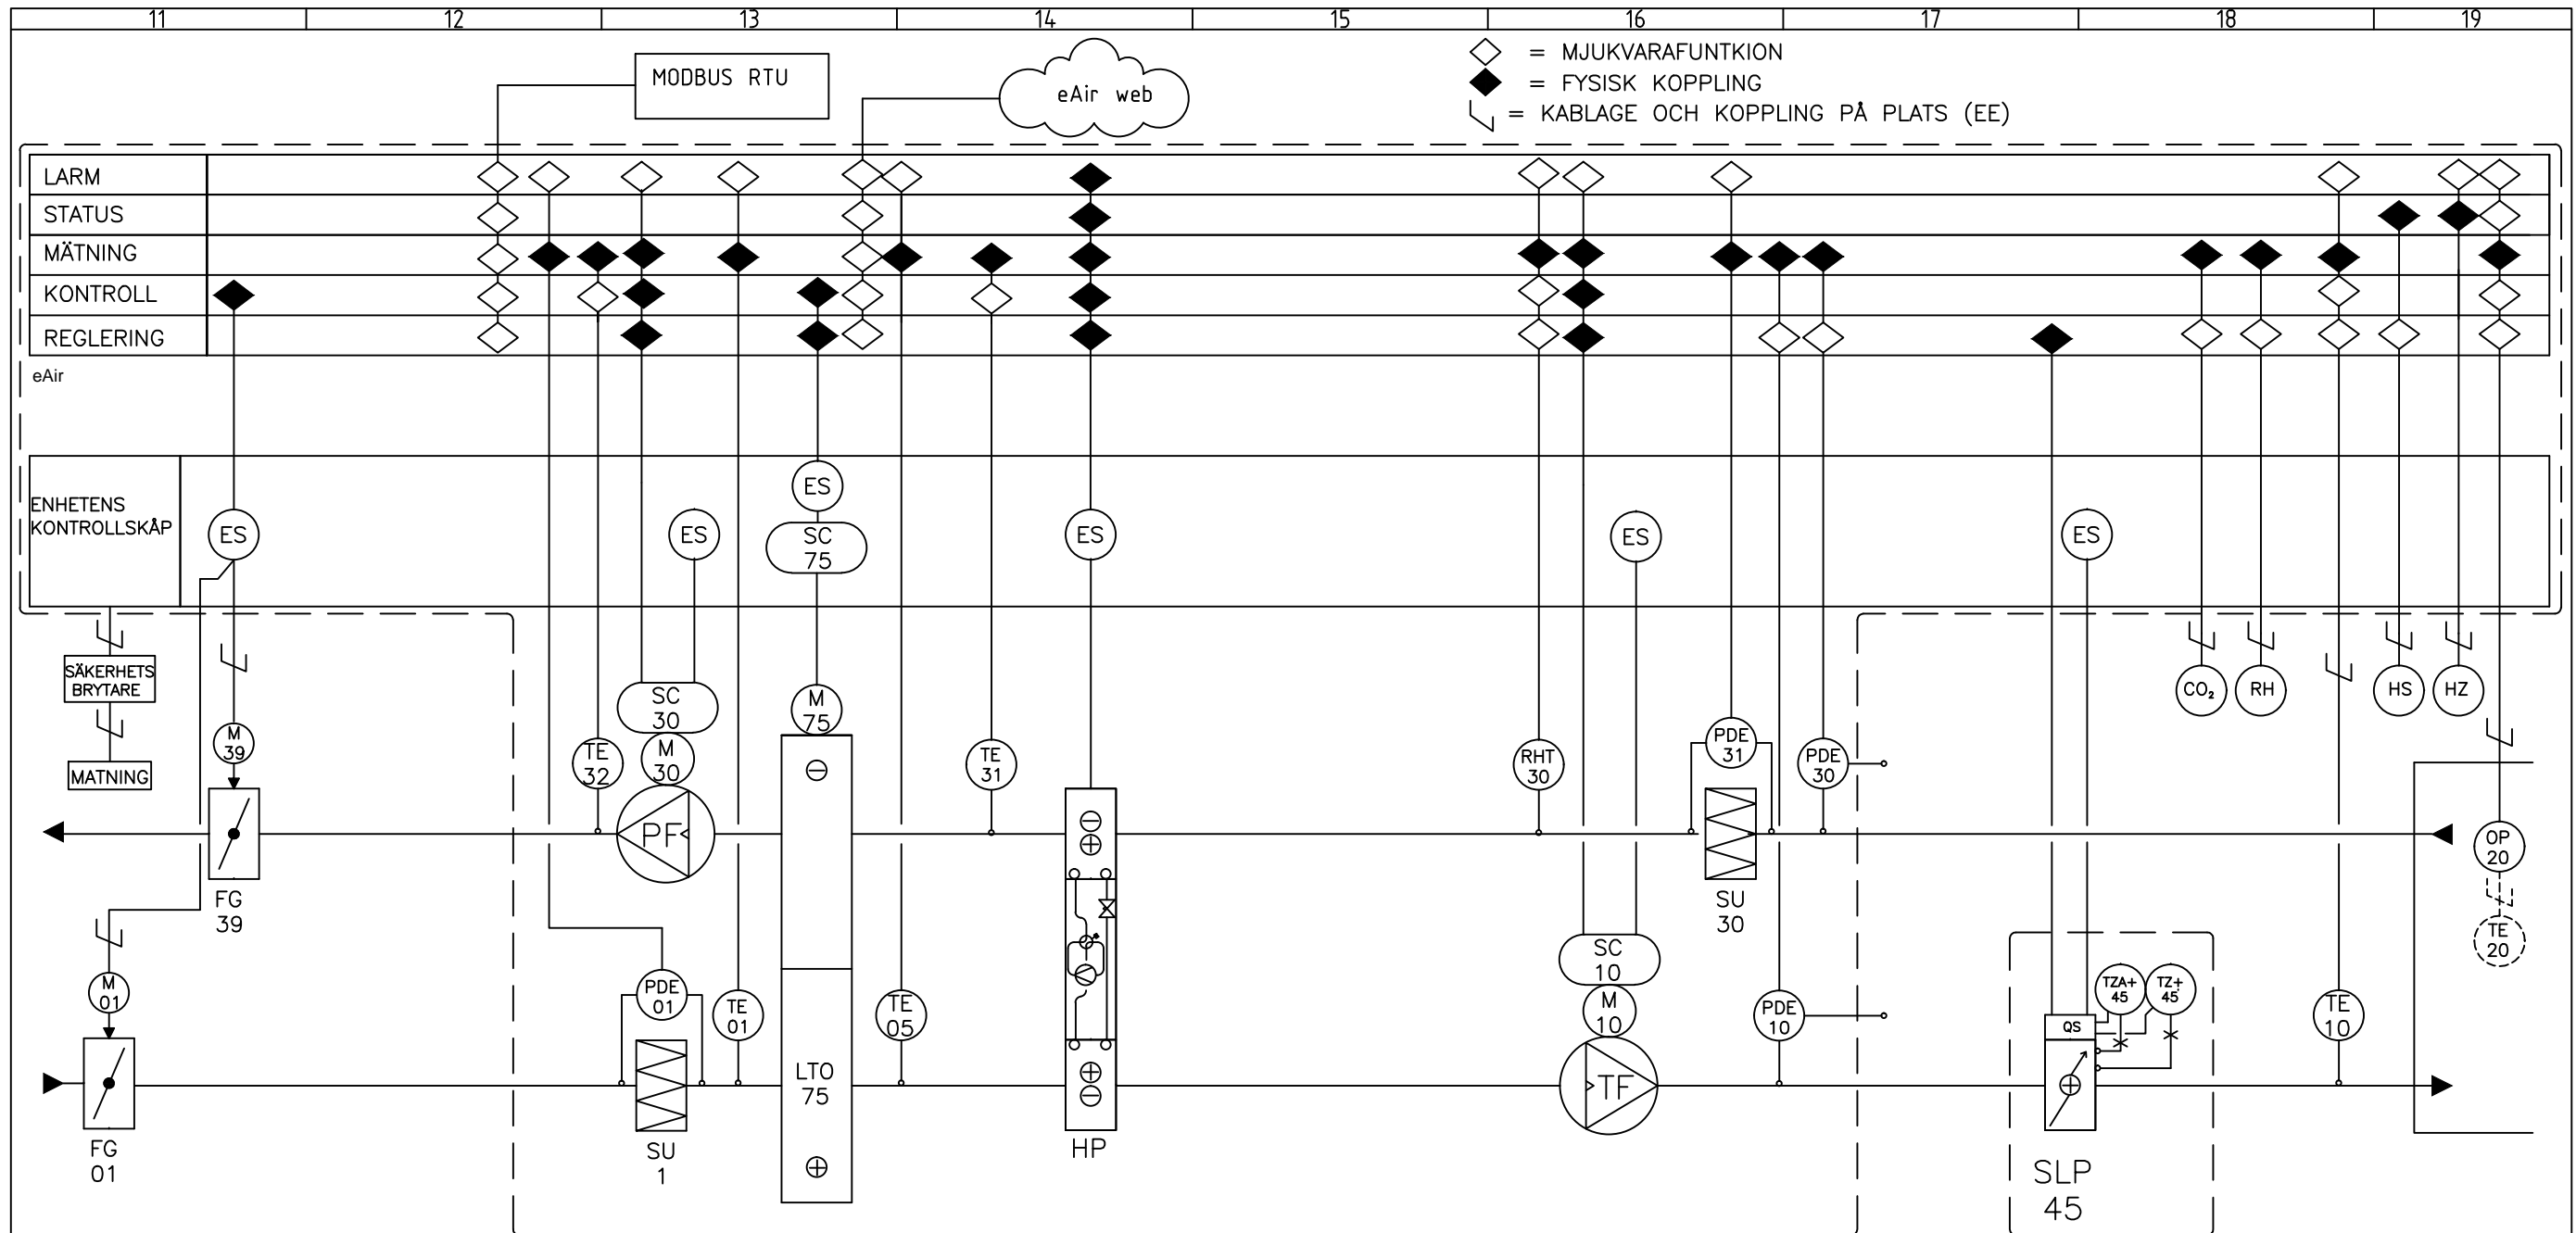 11 12 13 14 15 16 17 18 19
MODBUS RTU
eAir web
= MJUKVARAFUNTKION
= FYSISK KOPPLING
= KABLAGE OCH KOPPLING PÅ PLATS (EE)
LARM
STATUS
MÄTNING
KONTROLL
REGLERING
eAir
ENHETENS
KONTROLLSKÅP
ES
ES
ES
SC
75
ES
ES
ES
SÄKERHETS
BRYTARE
MATNING
M
39
TE
32
SC
30
M
30
M
75
TE
31
RHT
30
PDE
31
PDE
30
CO₂
RH
HS
HZ
PF
FG
39
SU
30
OP
20
TE
20
M
01
PDE
01
TE
01
TE
05
SC
10
M
10
PDE
10
TZA+
45
TZ+
45
QS
TE
10
LTO
75
TF
FG
01
SU
1
HP
SLP
45